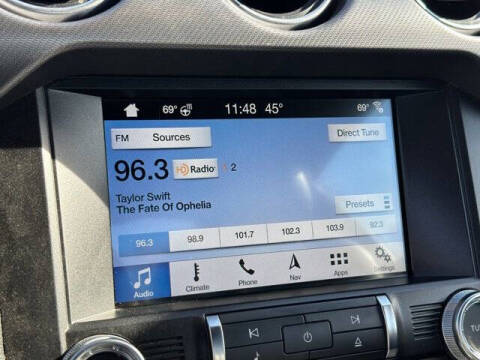 69° 11:48 45° 69°
FM Sources Direct Tune
96.3 HD Radio 2
Taylor Swift
The Fate Of Ophelia
Presets
96.3 98.9 101.7 102.3 103.9 92.3
Audio Climate Phone Nav Apps Settings
TU